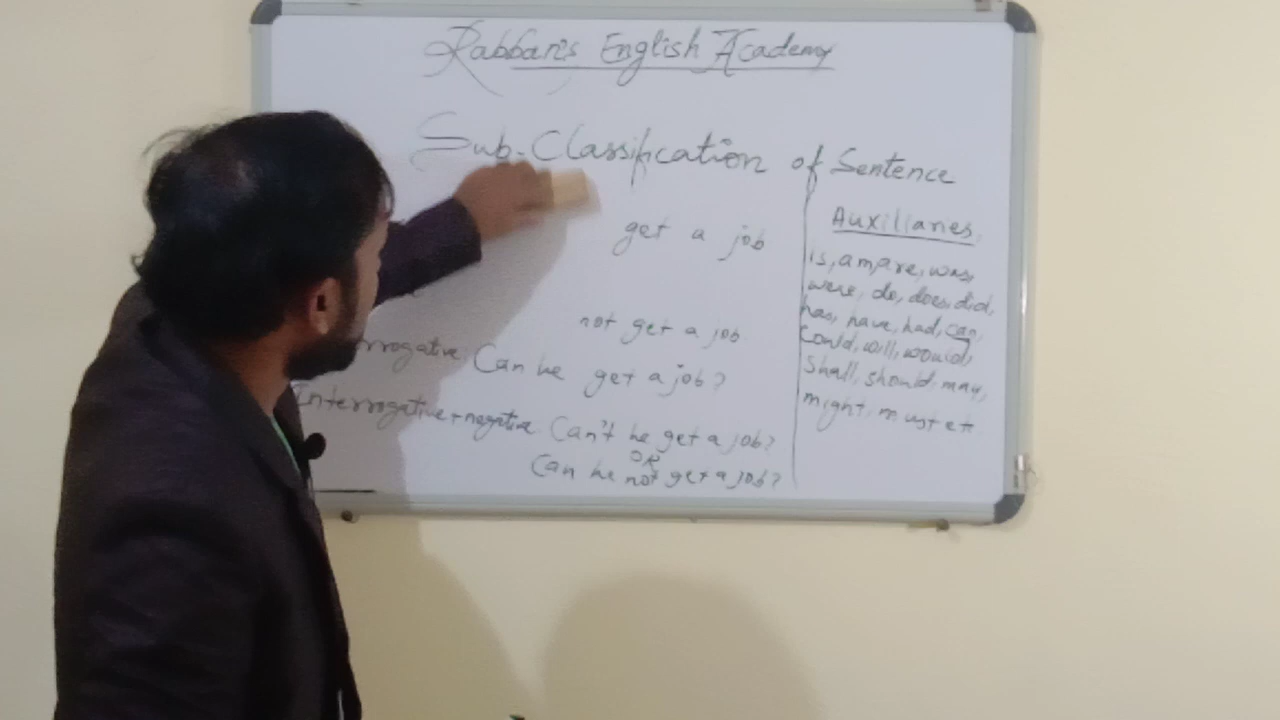 Rabbani's English Academy
Sub-Classification of Sentence
get a job
not get a job
rrogative: Can he get a job?
Interrogative+negative: Can't he get a job?
OR
Can he not get a job?
Auxiliaries,
is, am, are, was,
were, do, does, did,
has, have, had, can,
Could, will, would,
Shall, should, may,
might, must etc